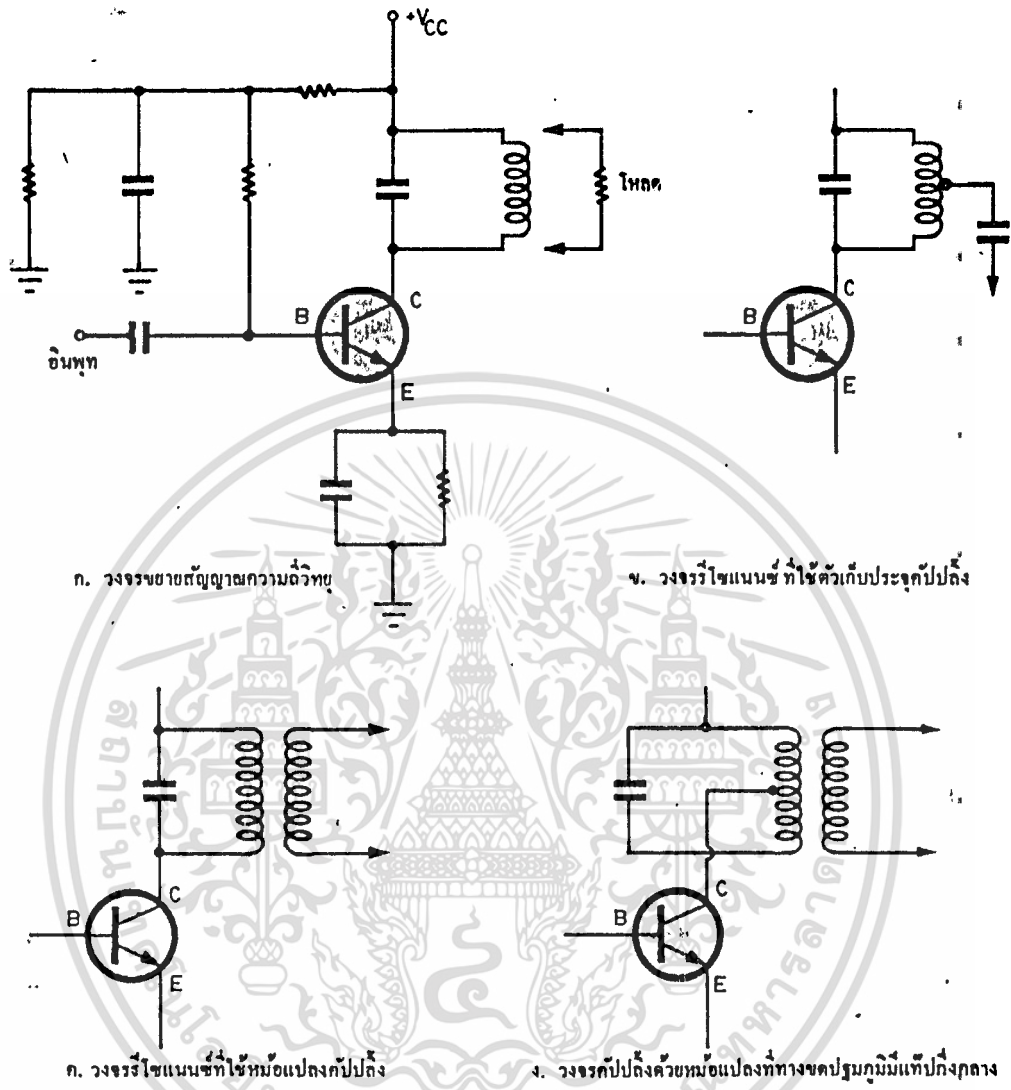 +VCC
โหลด
C
B
E
อินพุท
C
B
E
ก. วงจรขยายสัญญาณความถี่วิทยุ
ข. วงจรรีโซแนนซ์ ที่ใช้ตัวเก็บประจุคัปปลิ้ง
C
B
E
C
B
E
ค. วงจรรีโซแนนซ์ที่ใช้หม้อแปลงคัปปลิ้ง
ง. วงจรคัปปลิ้งด้วยหม้อแปลงที่ทางขดปฐมภูมิมีแท๊ปกึ่งกลาง